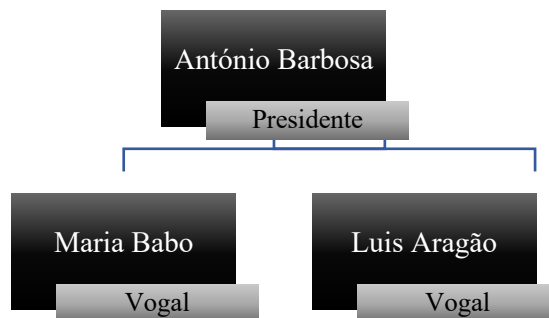 António Barbosa
Presidente
Maria Babo
Vogal
Luis Aragão
Vogal